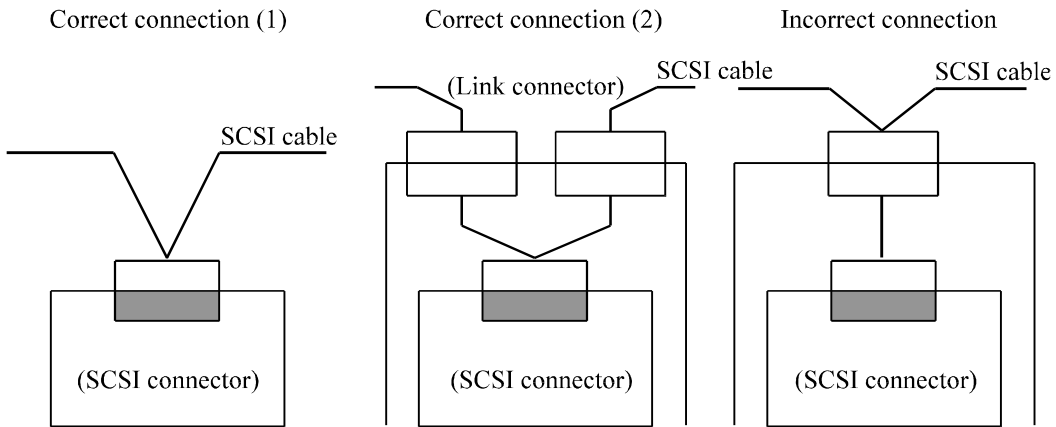 Correct connection (1)
Correct connection (2)
Incorrect connection
SCSI cable
(Link connector)
SCSI cable
SCSI cable
(SCSI connector)
(SCSI connector)
(SCSI connector)